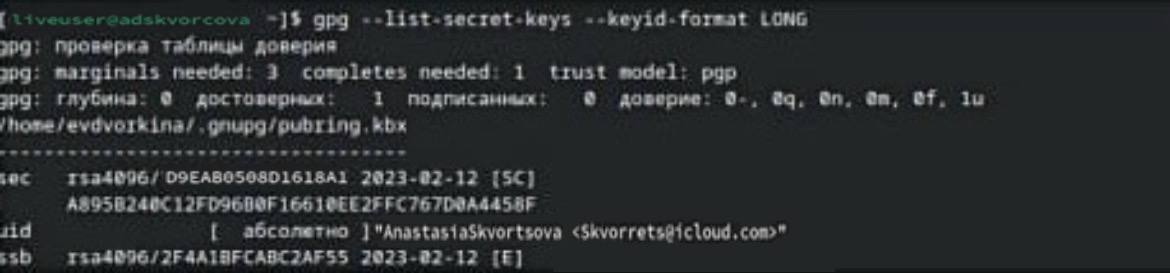 [liveuser@adskvorcova ~]$ gpg --list-secret-keys --keyid-format LONG
gpg: проверка таблицы доверия
gpg: marginals needed: 3  completes needed: 1  trust model: pgp
gpg: глубина: 0  достоверных:   1  подписанных:   0  доверие: 0-, 0q, 0n, 0m, 0f, 1u
/home/evdvorkina/.gnupg/pubring.kbx
-----------------------------------
sec   rsa4096/D9EAB0508D1618A1 2023-02-12 [SC]
A895B240C12FD96B0F16610EE2FFC767D0A4458F
uid   [  абсолютно ]"AnastasiaSkvortsova <Skvorrets@icloud.com>"
ssb   rsa4096/2F4A1BFCABC2AF55 2023-02-12 [E]